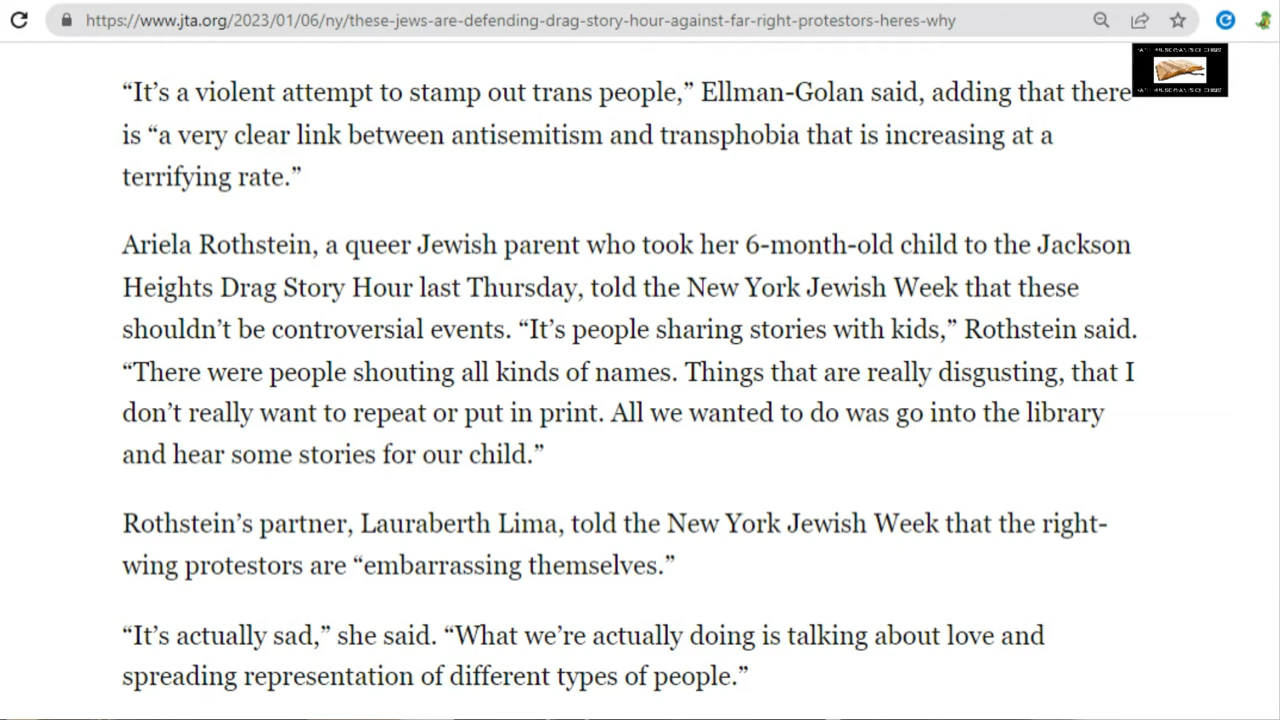 https://www.jta.org/2023/01/06/ny/these-jews-are-defending-drag-story-hour-against-far-right-protestors-heres-why
“It’s a violent attempt to stamp out trans people,” Ellman-Golan said, adding that there
is “a very clear link between antisemitism and transphobia that is increasing at a
terrifying rate.”
Ariela Rothstein, a queer Jewish parent who took her 6-month-old child to the Jackson
Heights Drag Story Hour last Thursday, told the New York Jewish Week that these
shouldn’t be controversial events. “It’s people sharing stories with kids,” Rothstein said.
“There were people shouting all kinds of names. Things that are really disgusting, that I
don’t really want to repeat or put in print. All we wanted to do was go into the library
and hear some stories for our child.”
Rothstein’s partner, Lauraberth Lima, told the New York Jewish Week that the right-
wing protestors are “embarrassing themselves.”
“It’s actually sad,” she said. “What we’re actually doing is talking about love and
spreading representation of different types of people.”